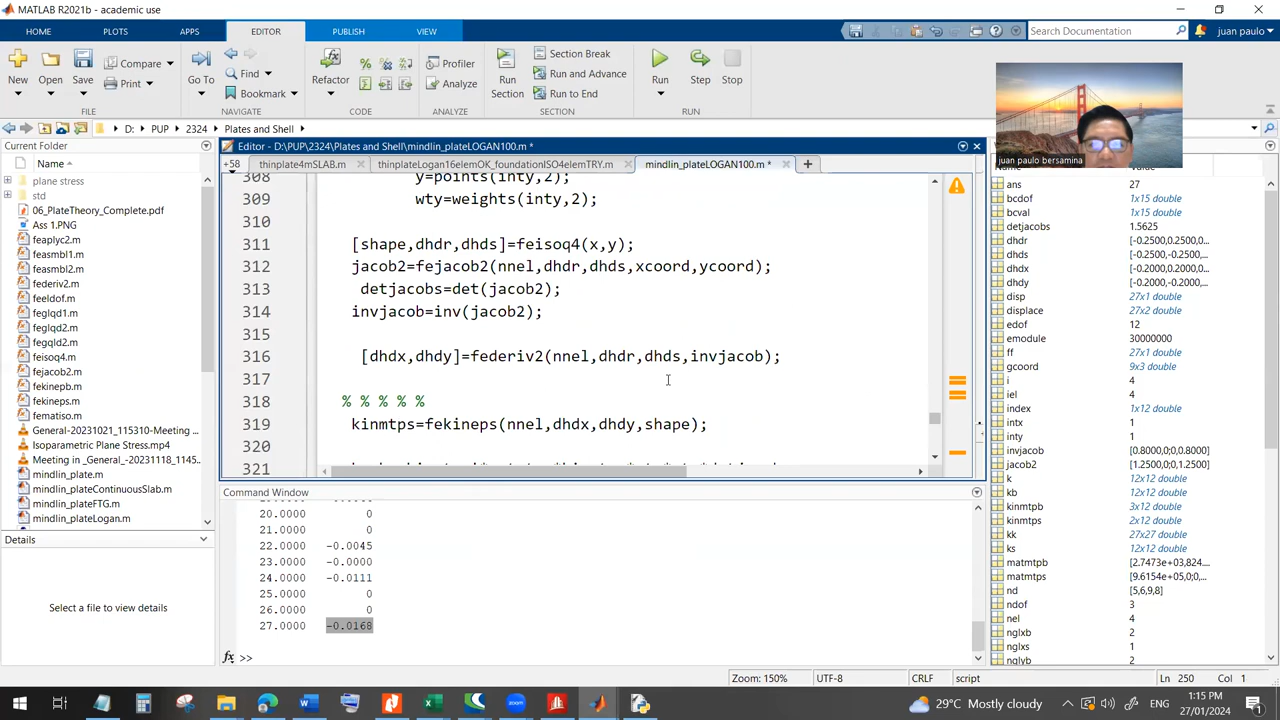 MATLAB R2021b - academic use
HOME PLOTS APPS EDITOR PUBLISH VIEW
Search Documentation
juan paulo
New Open Save Compare Print
Go To Find Bookmark
Refactor
Profiler Analyze
Run Section
Section Break
Run and Advance
Run to End
Run Step Stop
FILE NAVIGATE CODE ANALYZE SECTION RUN
D: PUP 2324 Plates and Shell
Current Folder
Name
plane stress
std
06_PlateTheory_Complete.pdf
Ass 1.PNG
feaplyc2.m
feasmbl1.m
feasmbl2.m
federiv2.m
feeldof.m
feglqd1.m
feglqd2.m
fegqld2.m
feisoq4.m
fejacob2.m
fekinepb.m
fekineps.m
fematiso.m
General-20231021_115310-Meeting ...
Isoparametric Plane Stress.mp4
Meeting in _General_-20231118_1145...
mindlin_plate.m
mindlin_plateContinuousSlab.m
mindlin_plateFTG.m
mindlin_plateLogan.m
Details
Select a file to view details
Editor - D:\PUP\2324\Plates and Shell\mindlin_plateLOGAN100.m *
+58 thinplate4mSLAB.m thinplateLogan16elemOK_foundationISO4elemTRY.m mindlin_plateLOGAN100.m *
308 y=points(inty,2);
309 wty=weights(inty,2);
310
311 [shape,dhdr,dhds]=feisoq4(x,y);
312 jacob2=fejacob2(nnel,dhdr,dhds,xcoord,ycoord);
313 detjacobs=det(jacob2);
314 invjacob=inv(jacob2);
315
316 [dhdx,dhdy]=federiv2(nnel,dhdr,dhds,invjacob);
317
318 % % % % %
319 kinmtps=fekineps(nnel,dhdx,dhdy,shape);
320
321
Command Window
20.0000 0
21.0000 0
22.0000 -0.0045
23.0000 -0.0000
24.0000 -0.0111
25.0000 0
26.0000 0
27.0000 -0.0168
fx >>
juan paulo bersamina
ans 27
bcdof 1x15 double
bcval 1x15 double
detjacobs 1.5625
dhdr [-0.2500,0.2500,0...
dhds [-0.2500,-0.2500,...
dhdx [-0.2000,0.2000,0...
dhdy [-0.2000,-0.2000,...
disp 27x1 double
displace 27x2 double
edof 12
emodule 30000000
ff 27x1 double
gcoord 9x3 double
i 4
iel 4
index 1x12 double
intx 1
inty 1
invjacob [0.8000,0;0,0.8000]
jacob2 [1.2500,0;0,1.2500]
k 12x12 double
kb 12x12 double
kinmtpb 3x12 double
kinmtps 2x12 double
kk 27x27 double
ks 12x12 double
matmtpb [2.7473e+03,824....
matmtps [9.6154e+05,0;0,...
nd [5,6,9,8]
ndof 3
nel 4
nglxb 2
nglxs 1
nglyb 2
Zoom: 150% UTF-8 CRLF script Ln 250 Col 1
29°C Mostly cloudy
ENG
1:15 PM
27/01/2024